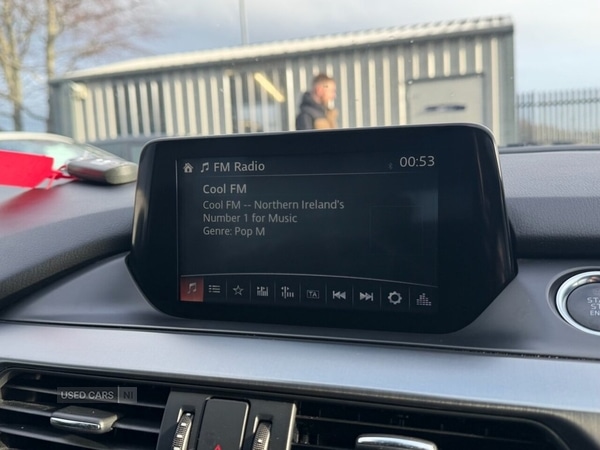 FM Radio
00:53
Cool FM
Cool FM -- Northern Ireland's
Number 1 for Music
Genre: Pop M
TA
USED CARS NI